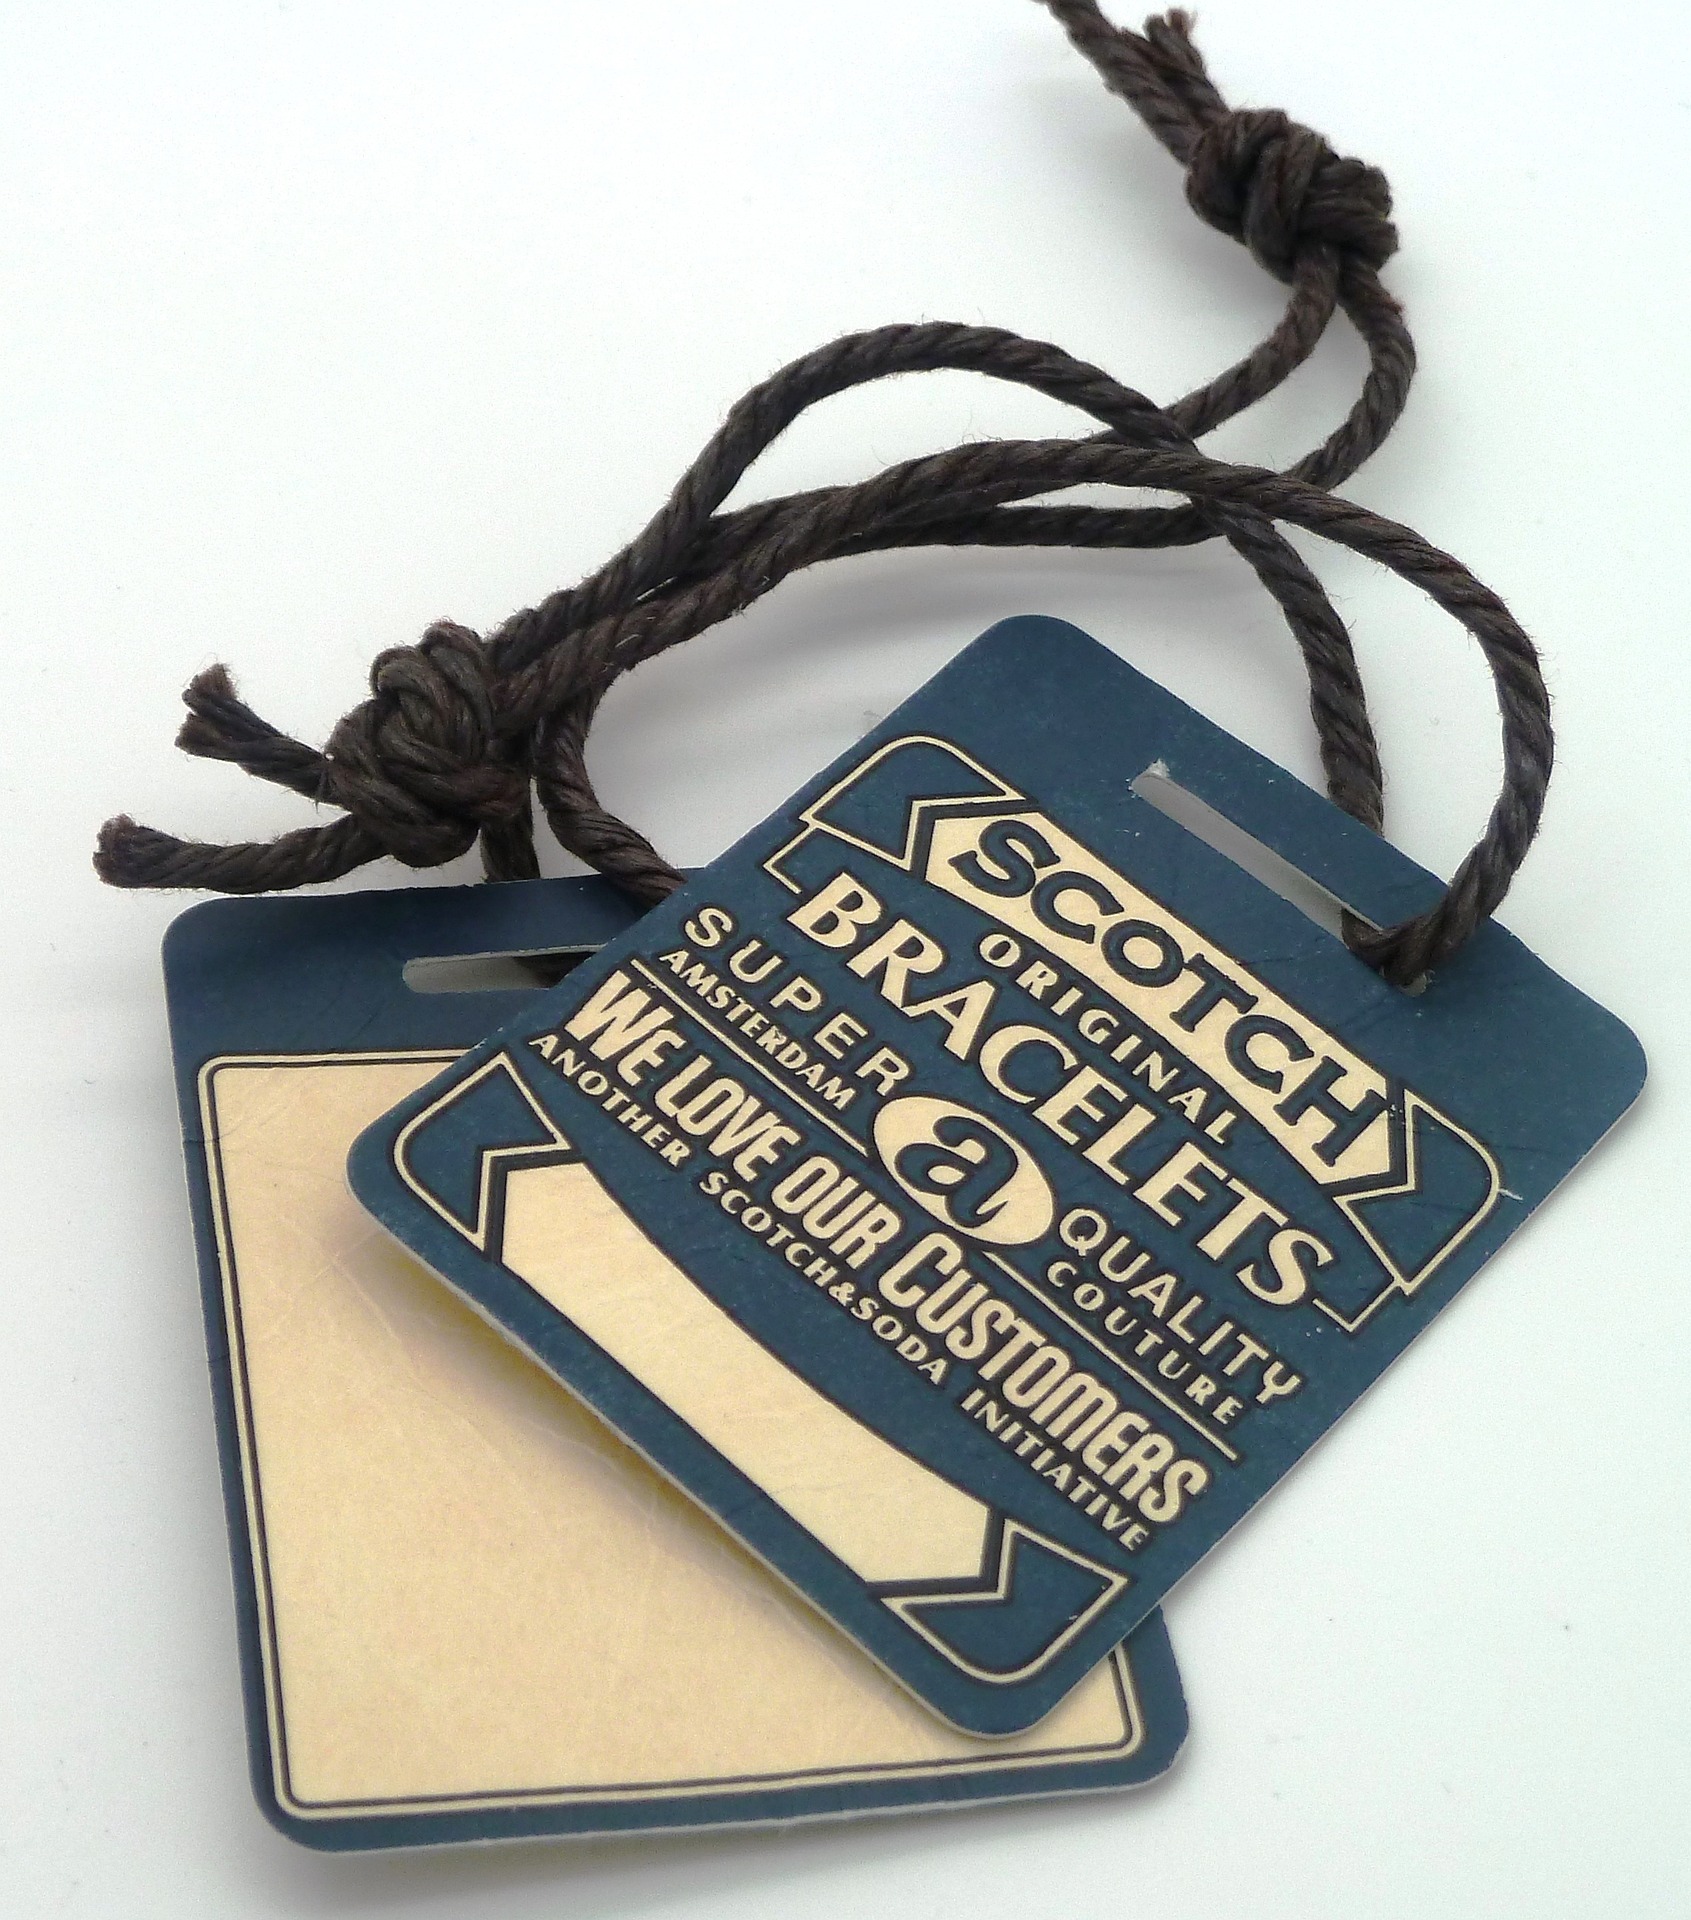 SCOTCH
ORIGINAL
BRACELETS
SUPER
AMSTERDAM
a
QUALITY
COUTURE
WE LOVE OUR CUSTOMERS
ANOTHER SCOTCH&SODA INITIATIVE